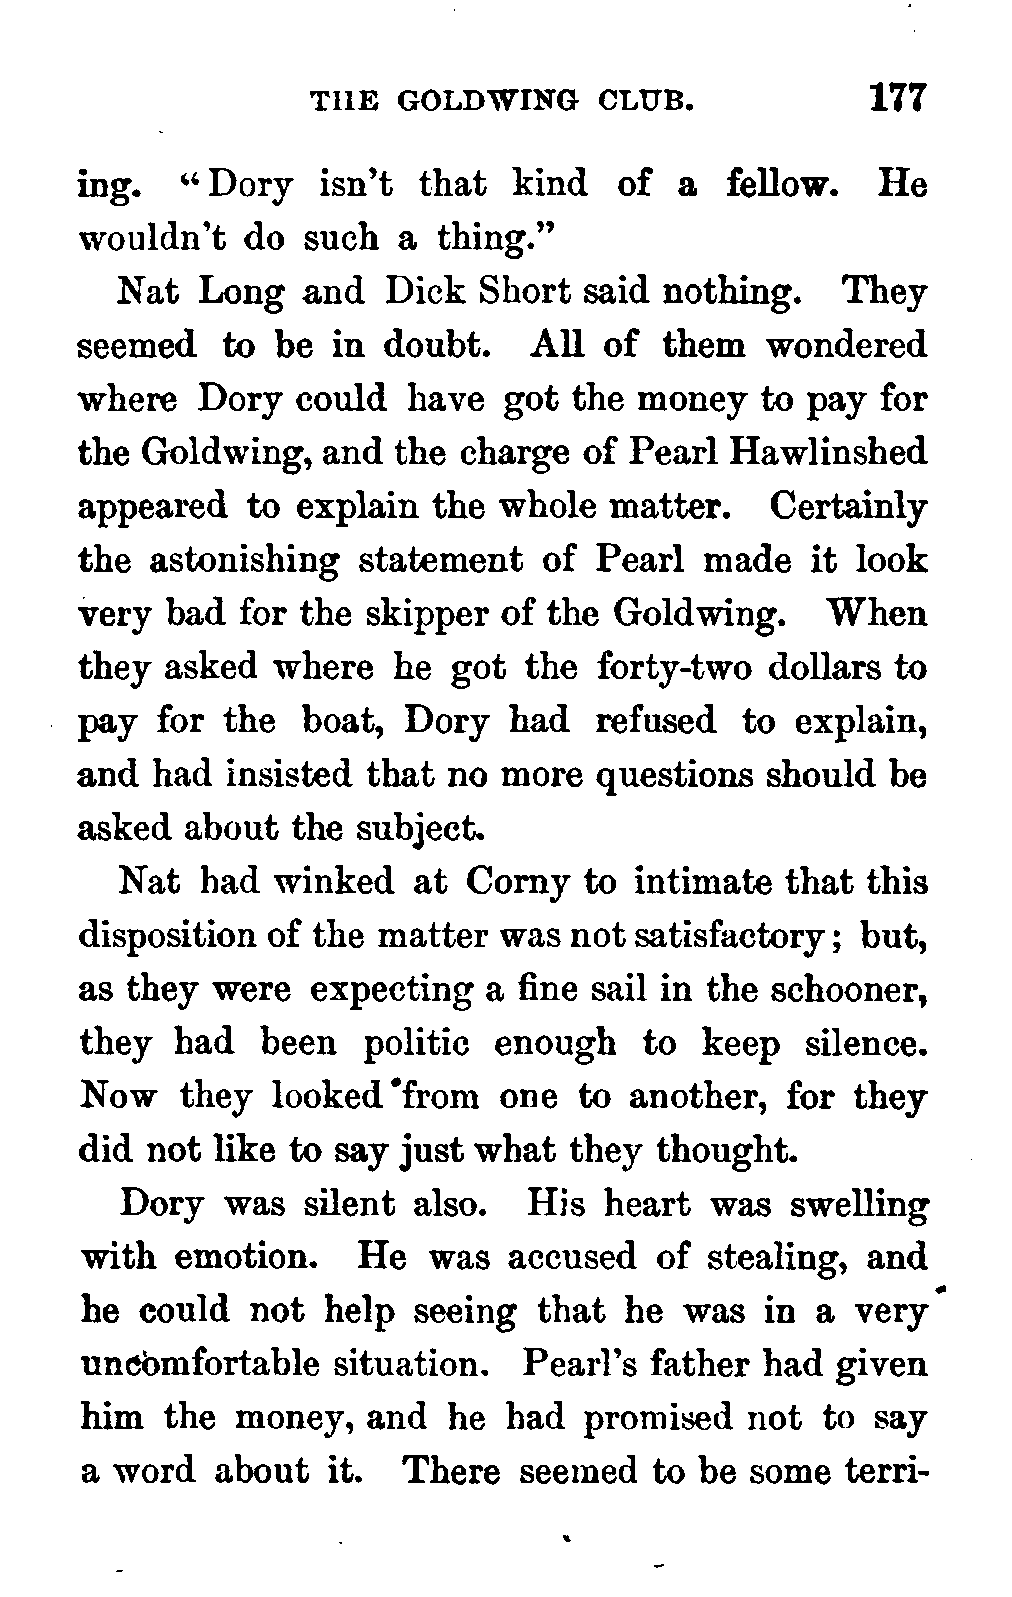 THE GOLDWING CLUB. 177
ing. "Dory isn't that kind of a fellow. He
wouldn't do such a thing."
Nat Long and Dick Short said nothing. They
seemed to be in doubt. All of them wondered
where Dory could have got the money to pay for
the Goldwing, and the charge of Pearl Hawlinshed
appeared to explain the whole matter. Certainly
the astonishing statement of Pearl made it look
very bad for the skipper of the Goldwing. When
they asked where he got the forty-two dollars to
pay for the boat, Dory had refused to explain,
and had insisted that no more questions should be
asked about the subject.
Nat had winked at Corny to intimate that this
disposition of the matter was not satisfactory; but,
as they were expecting a fine sail in the schooner,
they had been politic enough to keep silence.
Now they looked from one to another, for they
did not like to say just what they thought.
Dory was silent also. His heart was swelling
with emotion. He was accused of stealing, and
he could not help seeing that he was in a very
uncomfortable situation. Pearl's father had given
him the money, and he had promised not to say
a word about it. There seemed to be some terri-